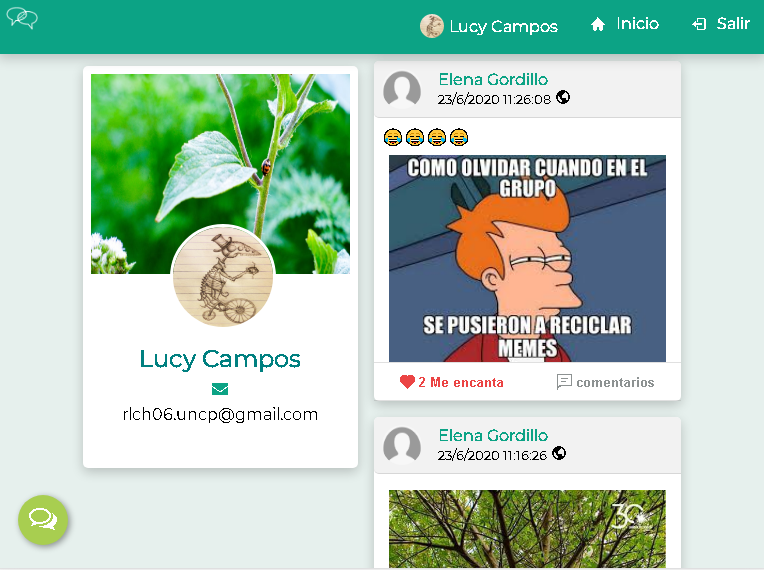 Lucy Campos
Inicio
Salir
Lucy Campos
rlch06.uncp@gmail.com
Elena Gordillo
23/6/2020 11:26:08
😂😂😂😂
COMO OLVIDAR CUANDO EN EL
GRUPO
SE PUSIERON A RECICLAR
MEMES
2 Me encanta
comentarios
Elena Gordillo
23/6/2020 11:16:26
30